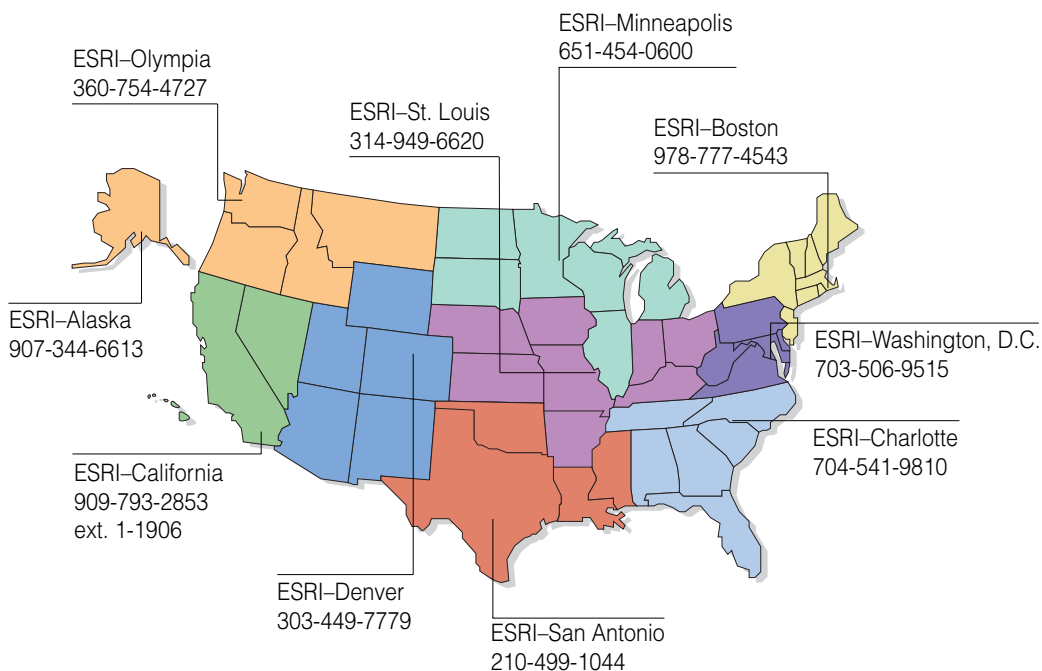 ESRI–Minneapolis
651-454-0600
ESRI–Olympia
360-754-4727
ESRI–St. Louis
314-949-6620
ESRI–Boston
978-777-4543
ESRI–Alaska
907-344-6613
ESRI–Washington, D.C.
703-506-9515
ESRI–Charlotte
704-541-9810
ESRI–California
909-793-2853
ext. 1-1906
ESRI–Denver
303-449-7779
ESRI–San Antonio
210-499-1044